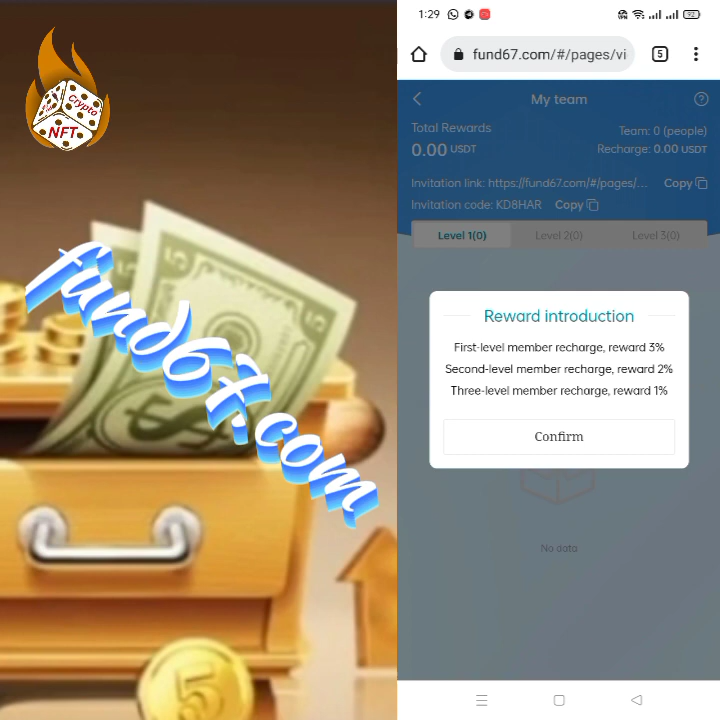 Crypto
NFT
fund67.com
1:29
92
fund67.com/#/pages/vi
5
My team
Total Rewards
0.00 USDT
Team: 0 (people)
Recharge: 0.00 USDT
Invitation link: https://fund67.com/#/pages/... Copy
Invitation code: KD8HAR Copy
Level 1(0) Level 2(0) Level 3(0)
Reward introduction
First-level member recharge, reward 3%
Second-level member recharge, reward 2%
Three-level member recharge, reward 1%
Confirm
No data
5